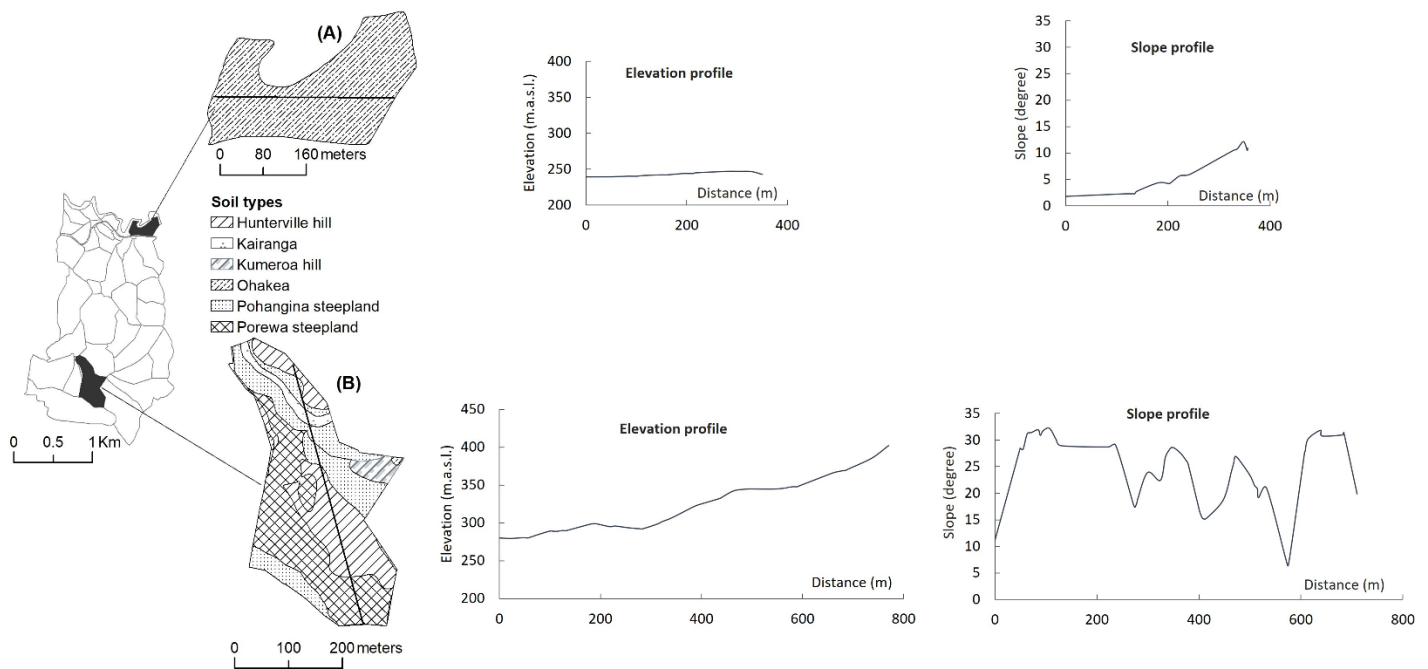 (A)
0 80 160 meters
Soil types
Hunterville hill
Kairanga
Kumeroa hill
Ohakea
Pohangina steepland
Porewa steepland
(B)
0 0.5 1 Km
0 100 200 meters
Elevation profile
Elevation (m.a.s.l.)
400
350
300
250
200
Distance (m)
0 200 400
Slope profile
Slope (degree)
35
30
25
20
15
10
5
0
Distance (m)
0 200 400
Elevation profile
Elevation (m.a.s.l.)
450
400
350
300
250
200
Distance (m)
0 200 400 600 800
Slope profile
Slope (degree)
35
30
25
20
15
10
5
0
Distance (m)
0 200 400 600 800